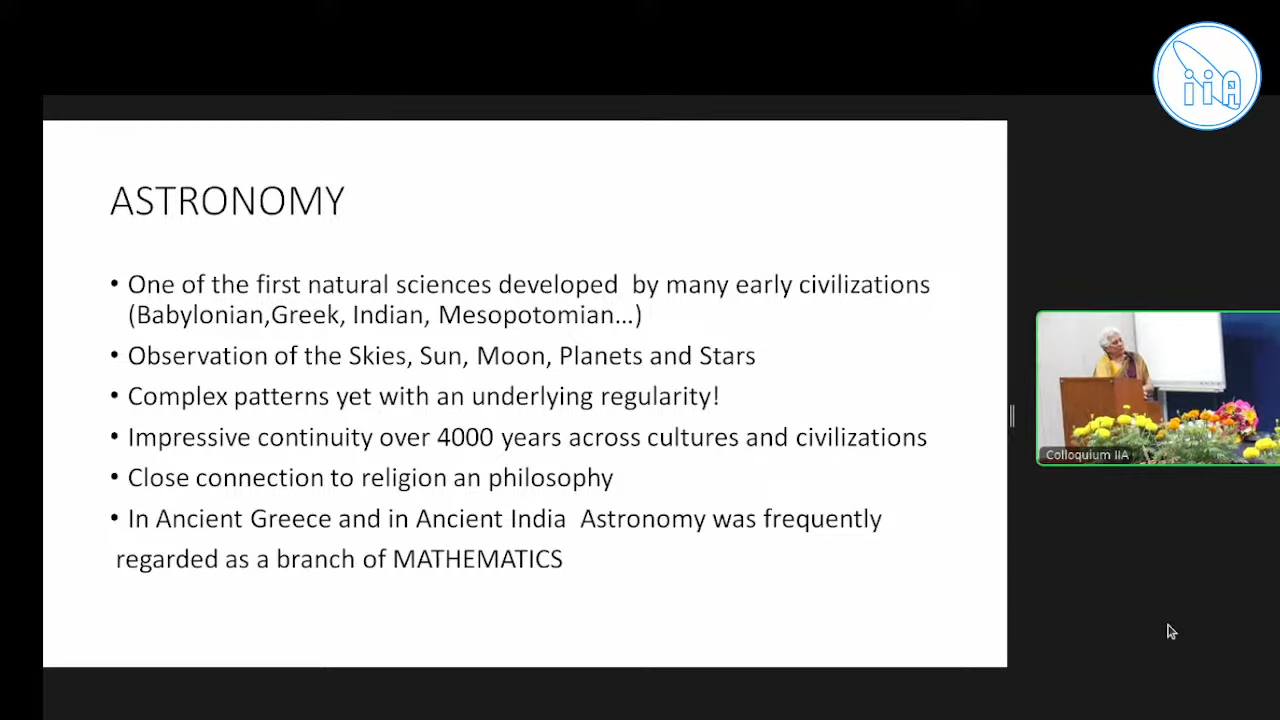 iiA
ASTRONOMY
• One of the first natural sciences developed  by many early civilizations
(Babylonian,Greek, Indian, Mesopotomian...)
• Observation of the Skies, Sun, Moon, Planets and Stars
• Complex patterns yet with an underlying regularity!
• Impressive continuity over 4000 years across cultures and civilizations
• Close connection to religion an philosophy
• In Ancient Greece and in Ancient India  Astronomy was frequently
regarded as a branch of MATHEMATICS
Colloquium IIA